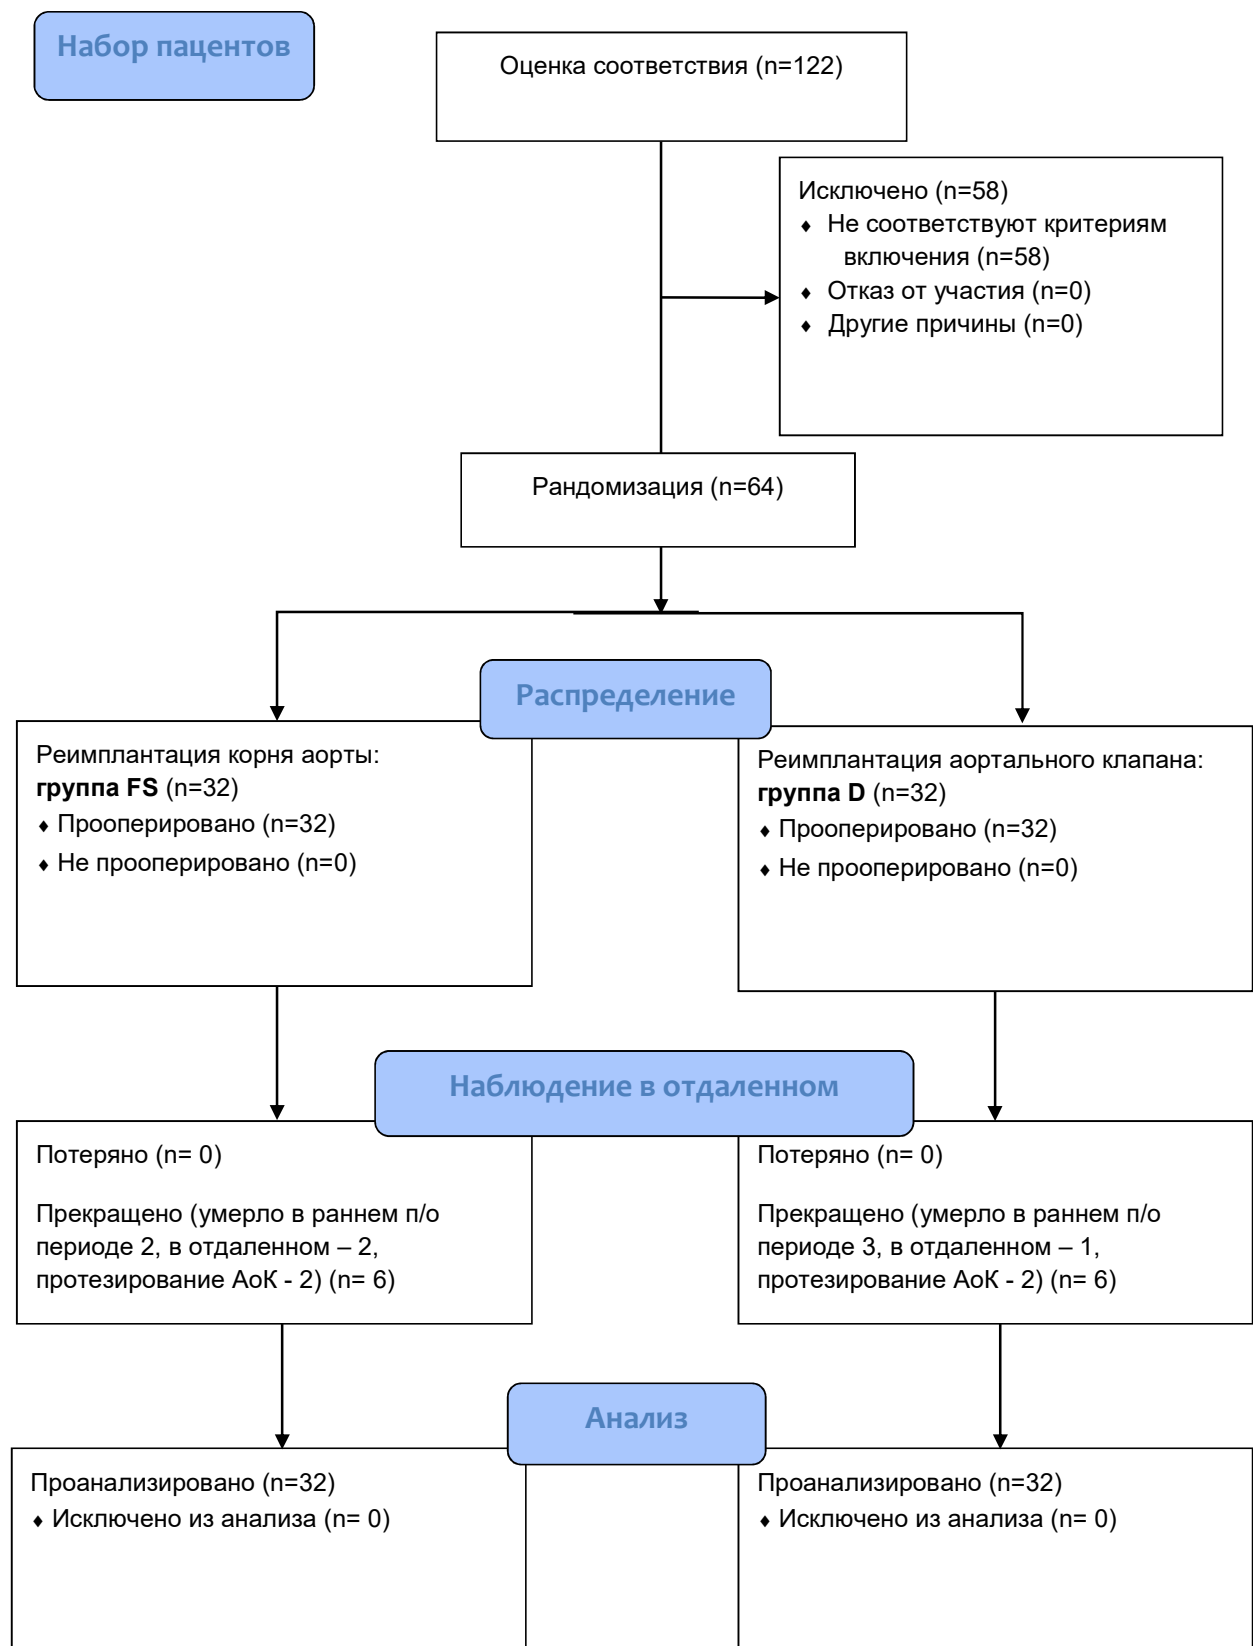 Набор пацентов
Оценка соответствия (n=122)
Исключено (n=58)
♦ Не соответствуют критериям
включения (n=58)
♦ Отказ от участия (n=0)
♦ Другие причины (n=0)
Рандомизация (n=64)
Распределение
Реимплантация корня аорты:
группа FS (n=32)
♦ Прооперировано (n=32)
♦ Не прооперировано (n=0)
Реимплантация аортального клапана:
группа D (n=32)
♦ Прооперировано (n=32)
♦ Не прооперировано (n=0)
Наблюдение в отдаленном
Потеряно (n= 0)
Прекращено (умерло в раннем п/о
периоде 2, в отдаленном – 2,
протезирование АоК - 2) (n= 6)
Потеряно (n= 0)
Прекращено (умерло в раннем п/о
периоде 3, в отдаленном – 1,
протезирование АоК - 2) (n= 6)
Анализ
Проанализировано (n=32)
♦ Исключено из анализа (n= 0)
Проанализировано (n=32)
♦ Исключено из анализа (n= 0)